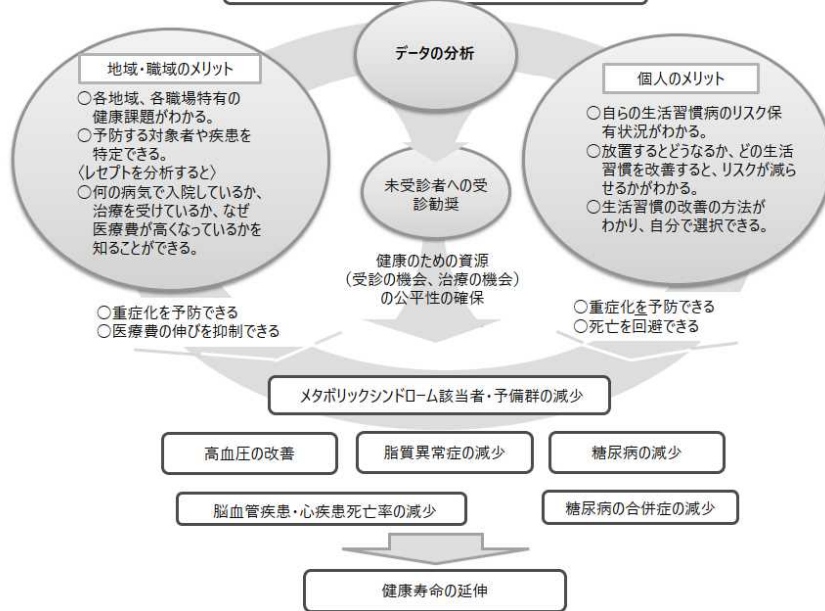 データの分析
地域・職域のメリット
○各地域、各職場特有の
健康課題がわかる。
○予防する対象者や疾患を
特定できる。
〈レセプトを分析すると〉
○何の病気で入院しているか、
治療を受けているか、なぜ
医療費が高くなっているかを
知ることができる。
個人のメリット
○自らの生活習慣病のリスク保
有状況がわかる。
○放置するとどうなるか、どの生活
習慣を改善すると、リスクが減ら
せるかがわかる。
○生活習慣の改善の方法が
わかり、自分で選択できる。
未受診者への受
診勧奨
健康のための資源
(受診の機会、治療の機会)
の公平性の確保
○重症化を予防できる
○医療費の伸びを抑制できる
○重症化を予防できる
○死亡を回避できる
メタボリックシンドローム該当者・予備群の減少
高血圧の改善
脂質異常症の減少
糖尿病の減少
脳血管疾患・心疾患死亡率の減少
糖尿病の合併症の減少
健康寿命の延伸